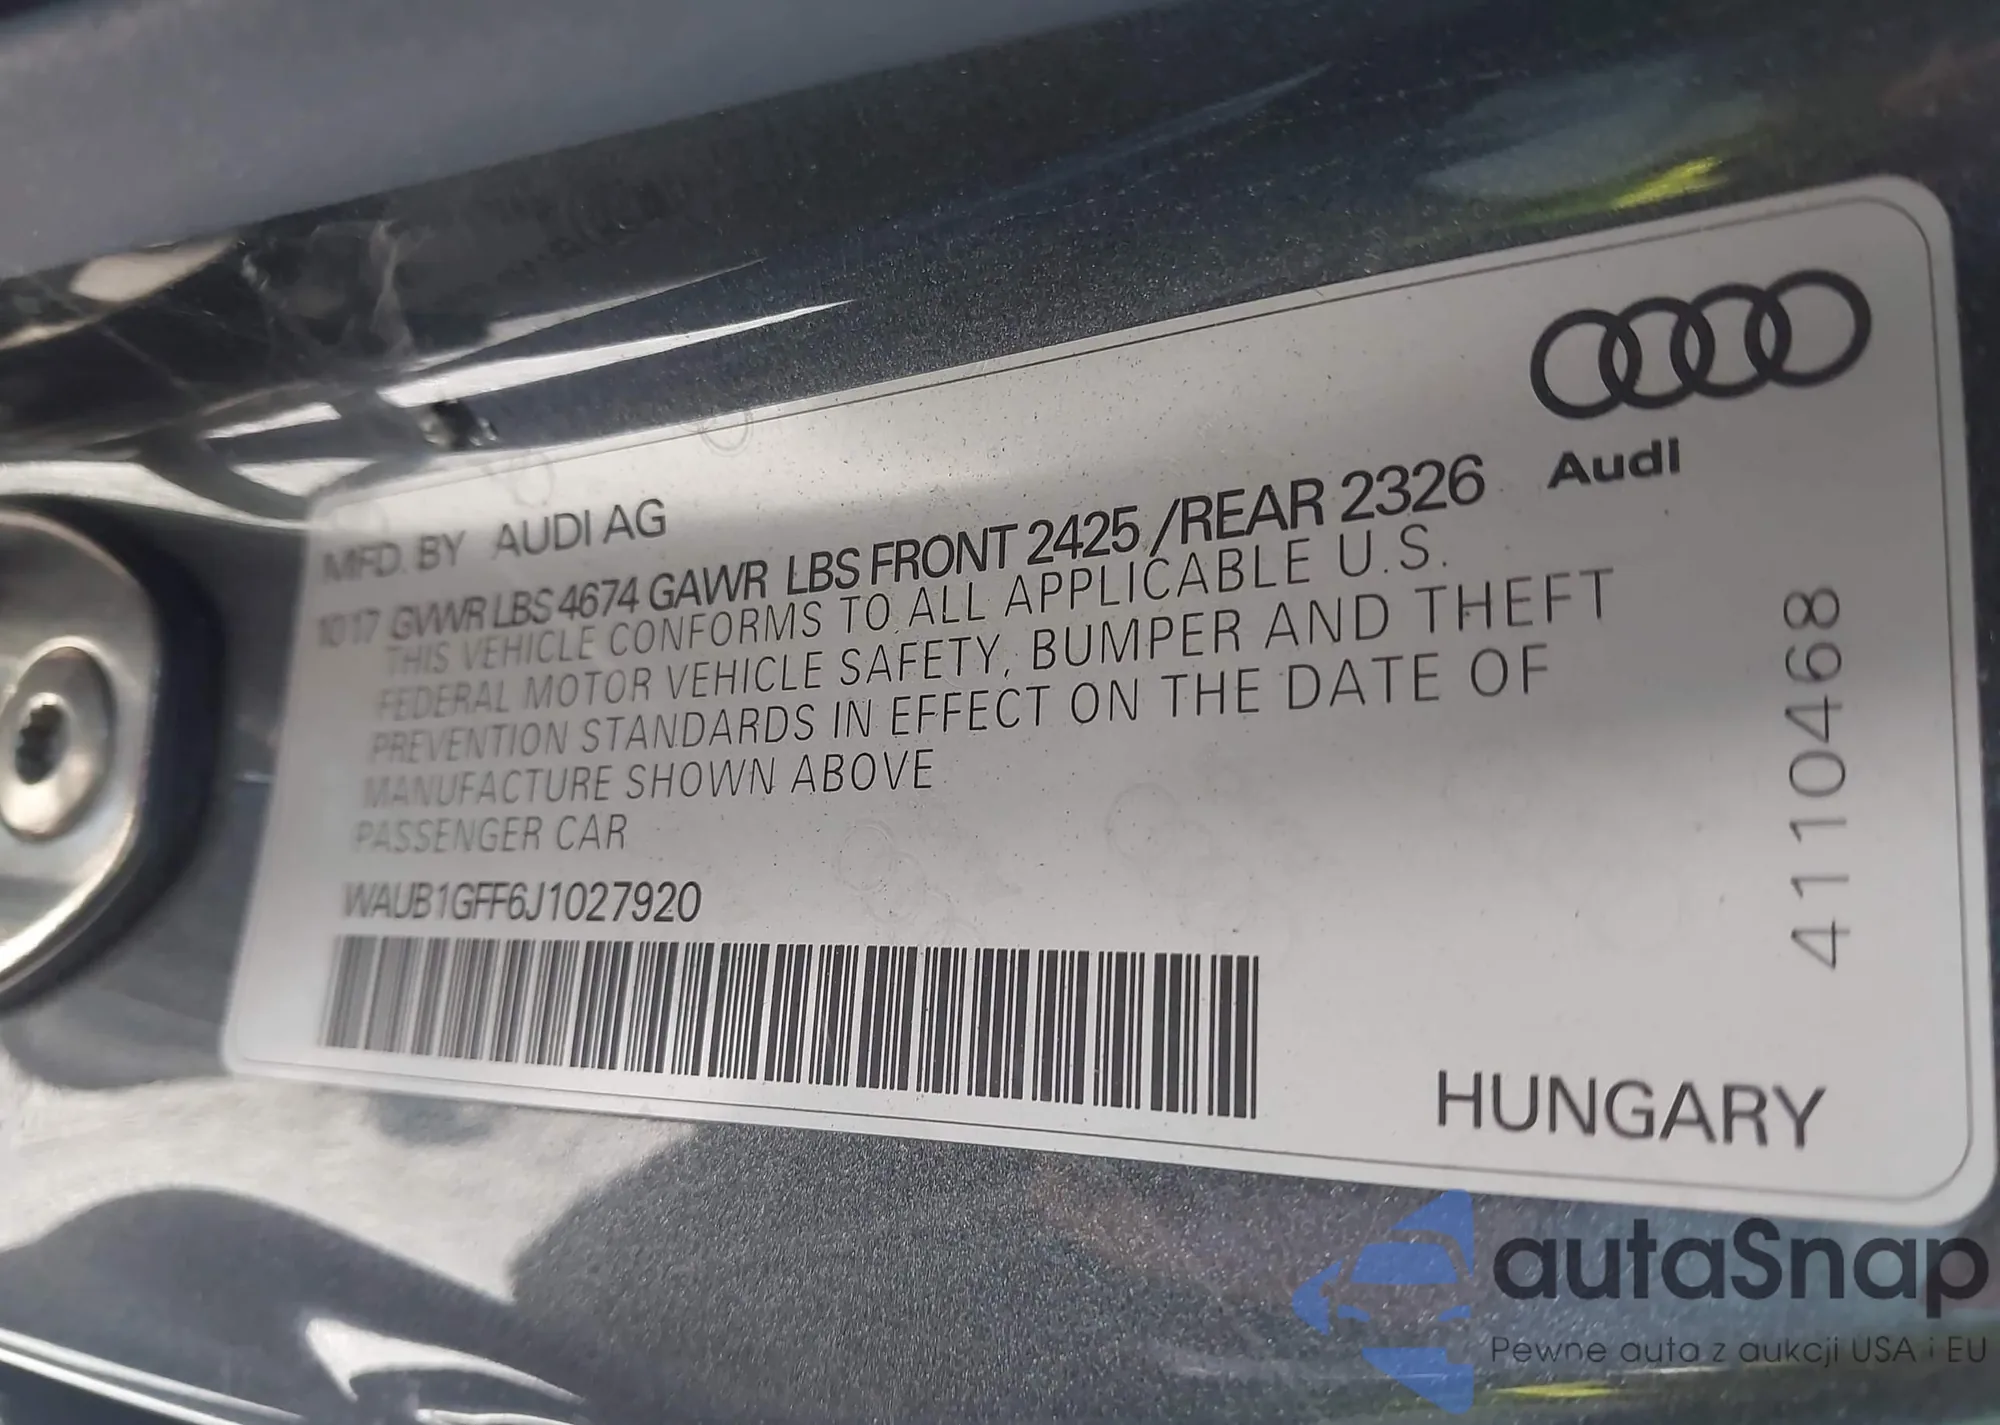 Audi
MFD. BY AUDI AG
1017 GVWR LBS 4674 GAWR LBS FRONT 2425 /REAR 2326
THIS VEHICLE CONFORMS TO ALL APPLICABLE U.S.
FEDERAL MOTOR VEHICLE SAFETY, BUMPER AND THEFT
PREVENTION STANDARDS IN EFFECT ON THE DATE OF
MANUFACTURE SHOWN ABOVE
PASSENGER CAR
WAUB1GFF6J1027920
4110468
HUNGARY
autaSnap
Pewne auta z aukcji USA i EU